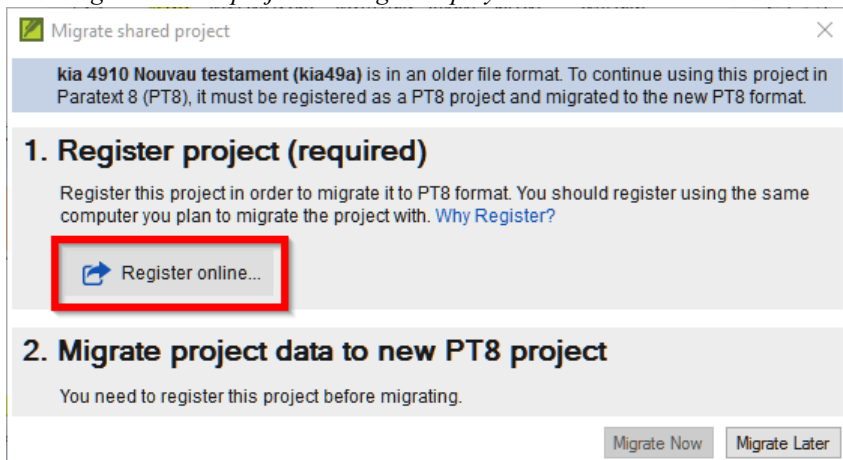 Migrate shared project
kia 4910 Nouvau testament (kia49a) is in an older file format. To continue using this project in
Paratext 8 (PT8), it must be registered as a PT8 project and migrated to the new PT8 format.
1. Register project (required)
Register this project in order to migrate it to PT8 format. You should register using the same
computer you plan to migrate the project with. Why Register?
Register online...
2. Migrate project data to new PT8 project
You need to register this project before migrating.
Migrate Now Migrate Later